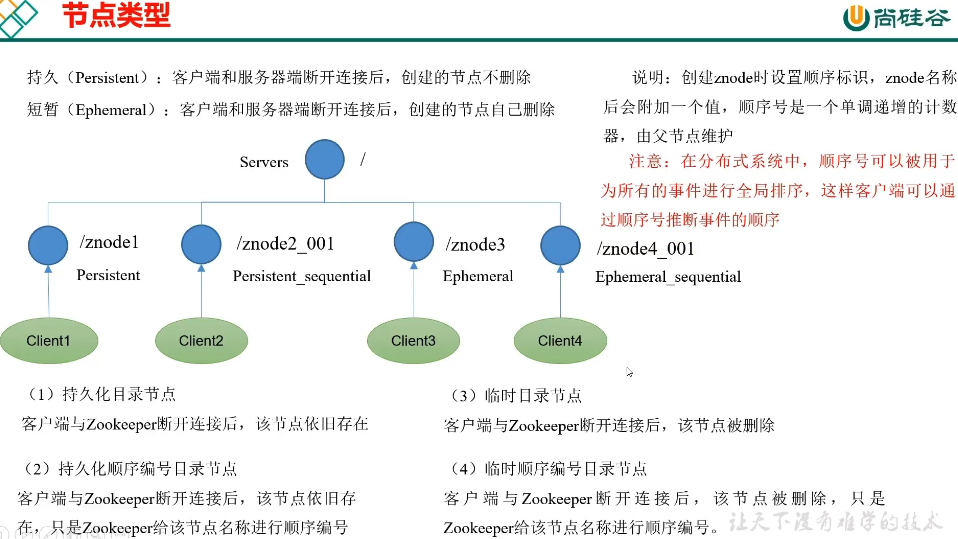 节点类型
尚硅谷
持久（Persistent）：客户端和服务器端断开连接后，创建的节点不删除
短暂（Ephemeral）：客户端和服务器端断开连接后，创建的节点自己删除
说明：创建znode时设置顺序标识，znode名称
后会附加一个值，顺序号是一个单调递增的计数
器，由父节点维护
注意：在分布式系统中，顺序号可以被用于
为所有的事件进行全局排序，这样客户端可以通
过顺序号推断事件的顺序
Servers
/
/znode1
Persistent
/znode2_001
Persistent_sequential
/znode3
Ephemeral
/znode4_001
Ephemeral_sequential
Client1
Client2
Client3
Client4
（1）持久化目录节点
客户端与Zookeeper断开连接后，该节点依旧存在
（2）持久化顺序编号目录节点
客户端与Zookeeper断开连接后，该节点依旧存
在，只是Zookeeper给该节点名称进行顺序编号
（3）临时目录节点
客户端与Zookeeper断开连接后，该节点被删除
（4）临时顺序编号目录节点
客户端与Zookeeper断开连接后，该节点被删除，只是
Zookeeper给该节点名称进行顺序编号。
让天下没有难学的技术